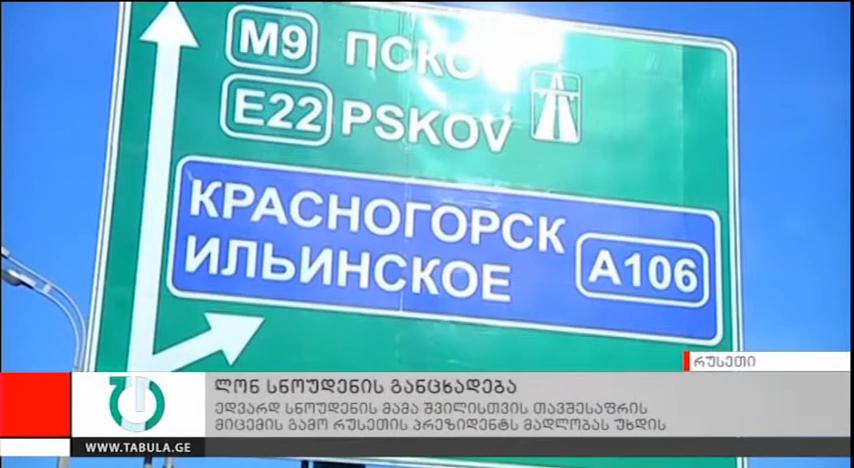 M9 ПСКОВ
E22 PSKOV
КРАСНОГОРСК
ИЛЬИНСКОЕ
A106
ᲠᲣᲡᲔᲗᲘ
ᲚᲝᲜ ᲡᲜᲝᲣᲓᲔᲜᲘᲡ ᲒᲐᲜᲪᲮᲐᲓᲔᲑᲐ
ᲔᲓᲕᲐᲠᲓ ᲡᲜᲝᲣᲓᲔᲜᲘᲡ ᲛᲐᲛᲐ ᲨᲕᲘᲚᲘᲡᲗᲕᲘᲡ ᲗᲐᲕᲨᲔᲡᲐᲤᲠᲘᲡ
ᲛᲘᲪᲔᲛᲘᲡ ᲒᲐᲛᲝ ᲠᲣᲡᲔᲗᲘᲡ ᲞᲠᲔᲖᲘᲓᲔᲜᲢᲡ ᲛᲐᲓᲚᲝᲑᲐᲡ ᲣᲮᲓᲘᲡ
WWW.TABULA.GE